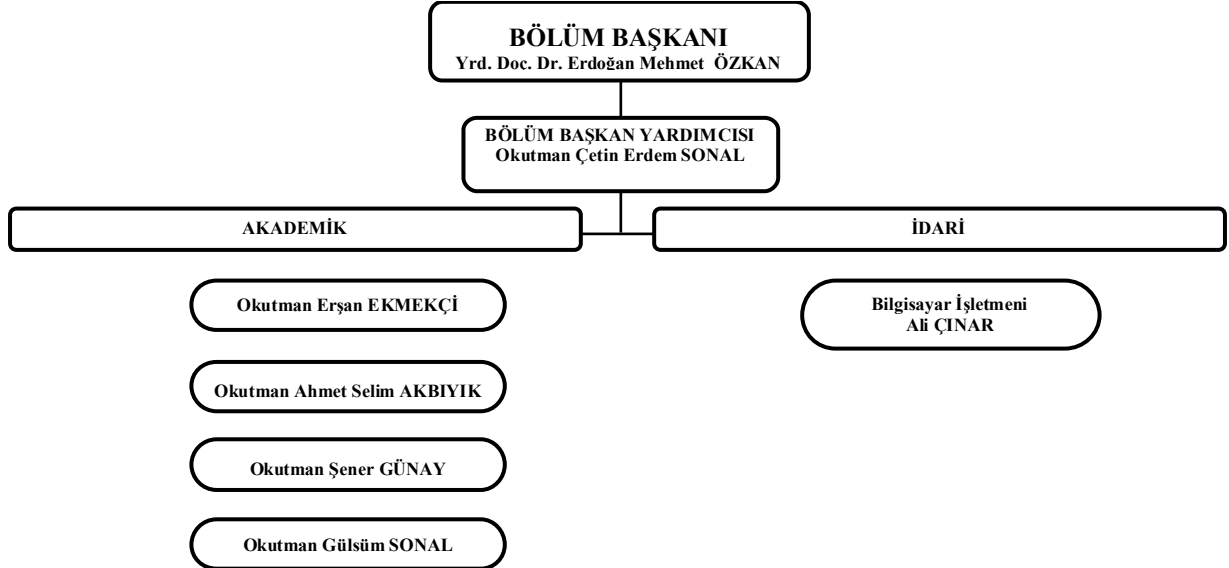 BÖLÜM BAŞKANI
Yrd. Doç. Dr. Erdoğan Mehmet ÖZKAN
BÖLÜM BAŞKAN YARDIMCISI
Okutman Çetin Erdem SONAL
AKADEMİK
İDARİ
Okutman Erşan EKMEKÇİ
Okutman Ahmet Selim AKBIYIK
Okutman Şener GÜNAY
Okutman Gülsüm SONAL
Bilgisayar İşletmeni
Ali ÇINAR